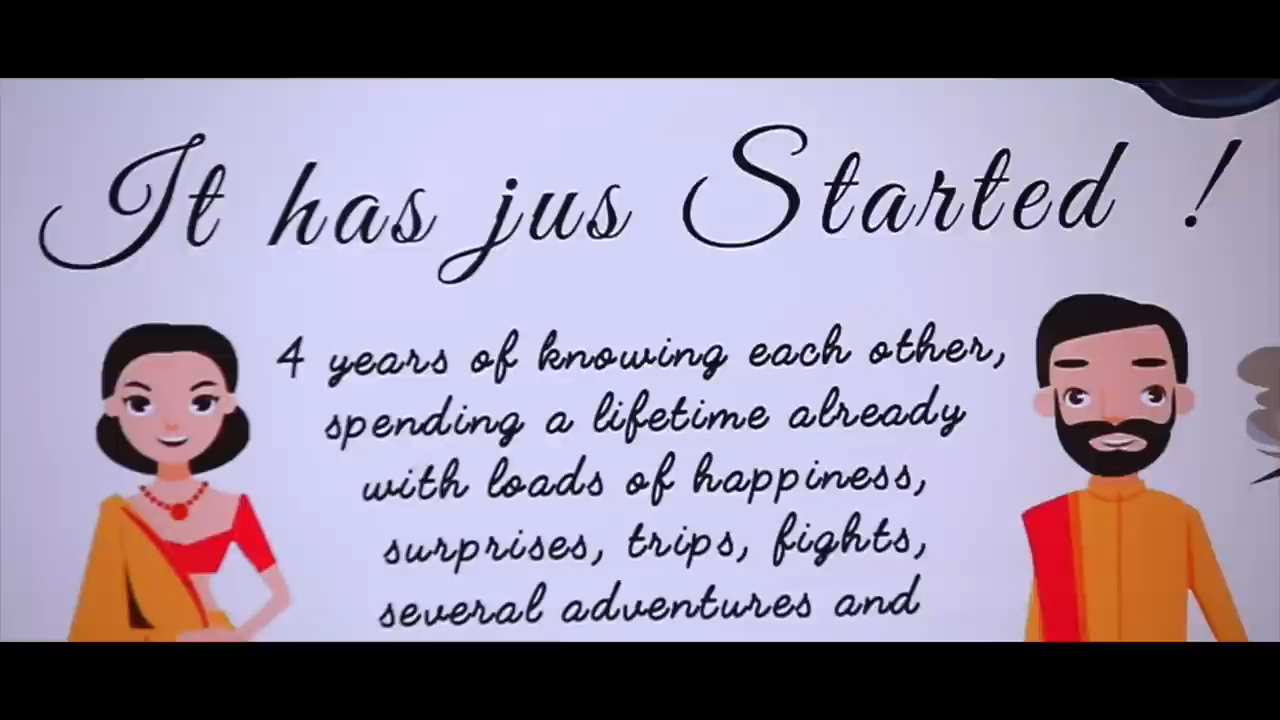 It has jus Started !
4 years of knowing each other,
spending a lifetime already
with loads of happiness,
surprises, trips, fights,
several adventures and